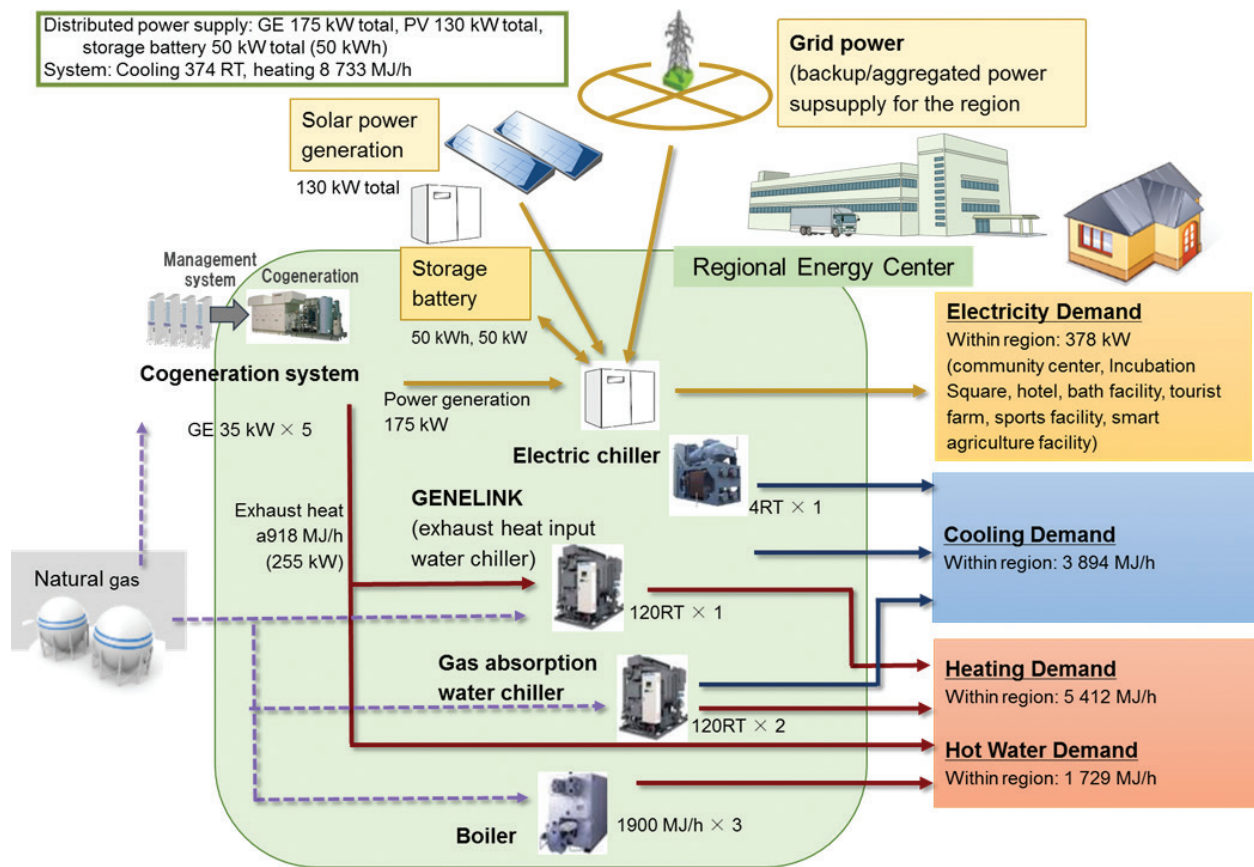 Distributed power supply: GE 175 kW total, PV 130 kW total,
storage battery 50 kW total (50 kWh)
System: Cooling 374 RT, heating 8 733 MJ/h
Grid power
(backup/aggregated power
supsupply for the region
Solar power
generation
130 kW total
Regional Energy Center
Management
system
Cogeneration
Storage
battery
50 kWh, 50 kW
Cogeneration system
GE 35 kW × 5
Power generation
175 kW
Electricity Demand
Within region: 378 kW
(community center, Incubation
Square, hotel, bath facility, tourist
farm, sports facility, smart
agriculture facility)
Electric chiller
4RT × 1
GENELINK
(exhaust heat input
water chiller)
120RT × 1
Exhaust heat
a918 MJ/h
(255 kW)
Cooling Demand
Within region: 3 894 MJ/h
Natural gas
Gas absorption
water chiller
120RT × 2
Heating Demand
Within region: 5 412 MJ/h
Hot Water Demand
Within region: 1 729 MJ/h
Boiler
1900 MJ/h × 3